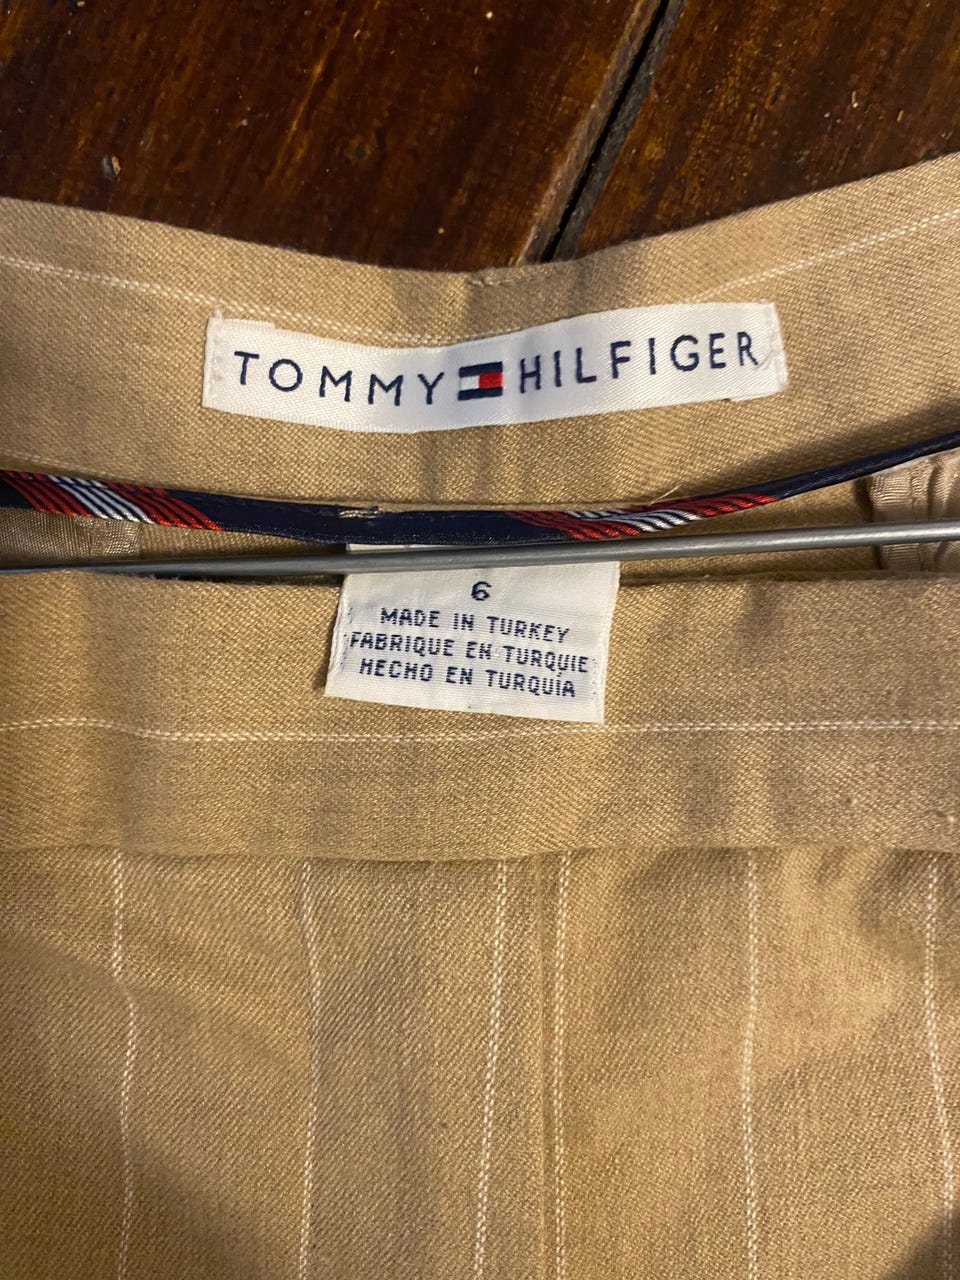 TOMMY HILFIGER
6
MADE IN TURKEY
FABRIQUE EN TURQUIE
HECHO EN TURQUIA